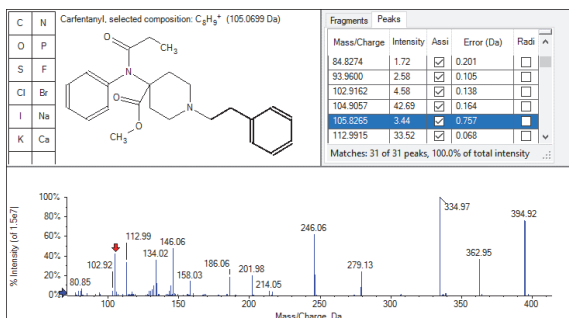 C N
O P
S F
Cl Br
I Na
K Ca
Carfentanyl, selected composition: C₈H₉⁺ (105.0699 Da)
O
CH₃
N
O
O
CH₃
N
Fragments Peaks
Mass/Charge Intensity Assi Error (Da) Radi
84.8274 1.72 0.201
93.9600 2.58 0.105
102.9162 4.58 0.138
104.9057 42.69 0.164
105.8265 3.44 0.757
112.9915 33.52 0.068
Matches: 31 of 31 peaks, 100.0% of total intensity
% Intensity (of 1.5e7)
100%
80%
60%
40%
20%
0%
80.85
102.92
112.99
134.02
146.06
158.03
186.06
201.98
214.05
246.06
279.13
334.97
362.95
394.92
100 150 200 250 300 350 400
Mass/Charge, Da